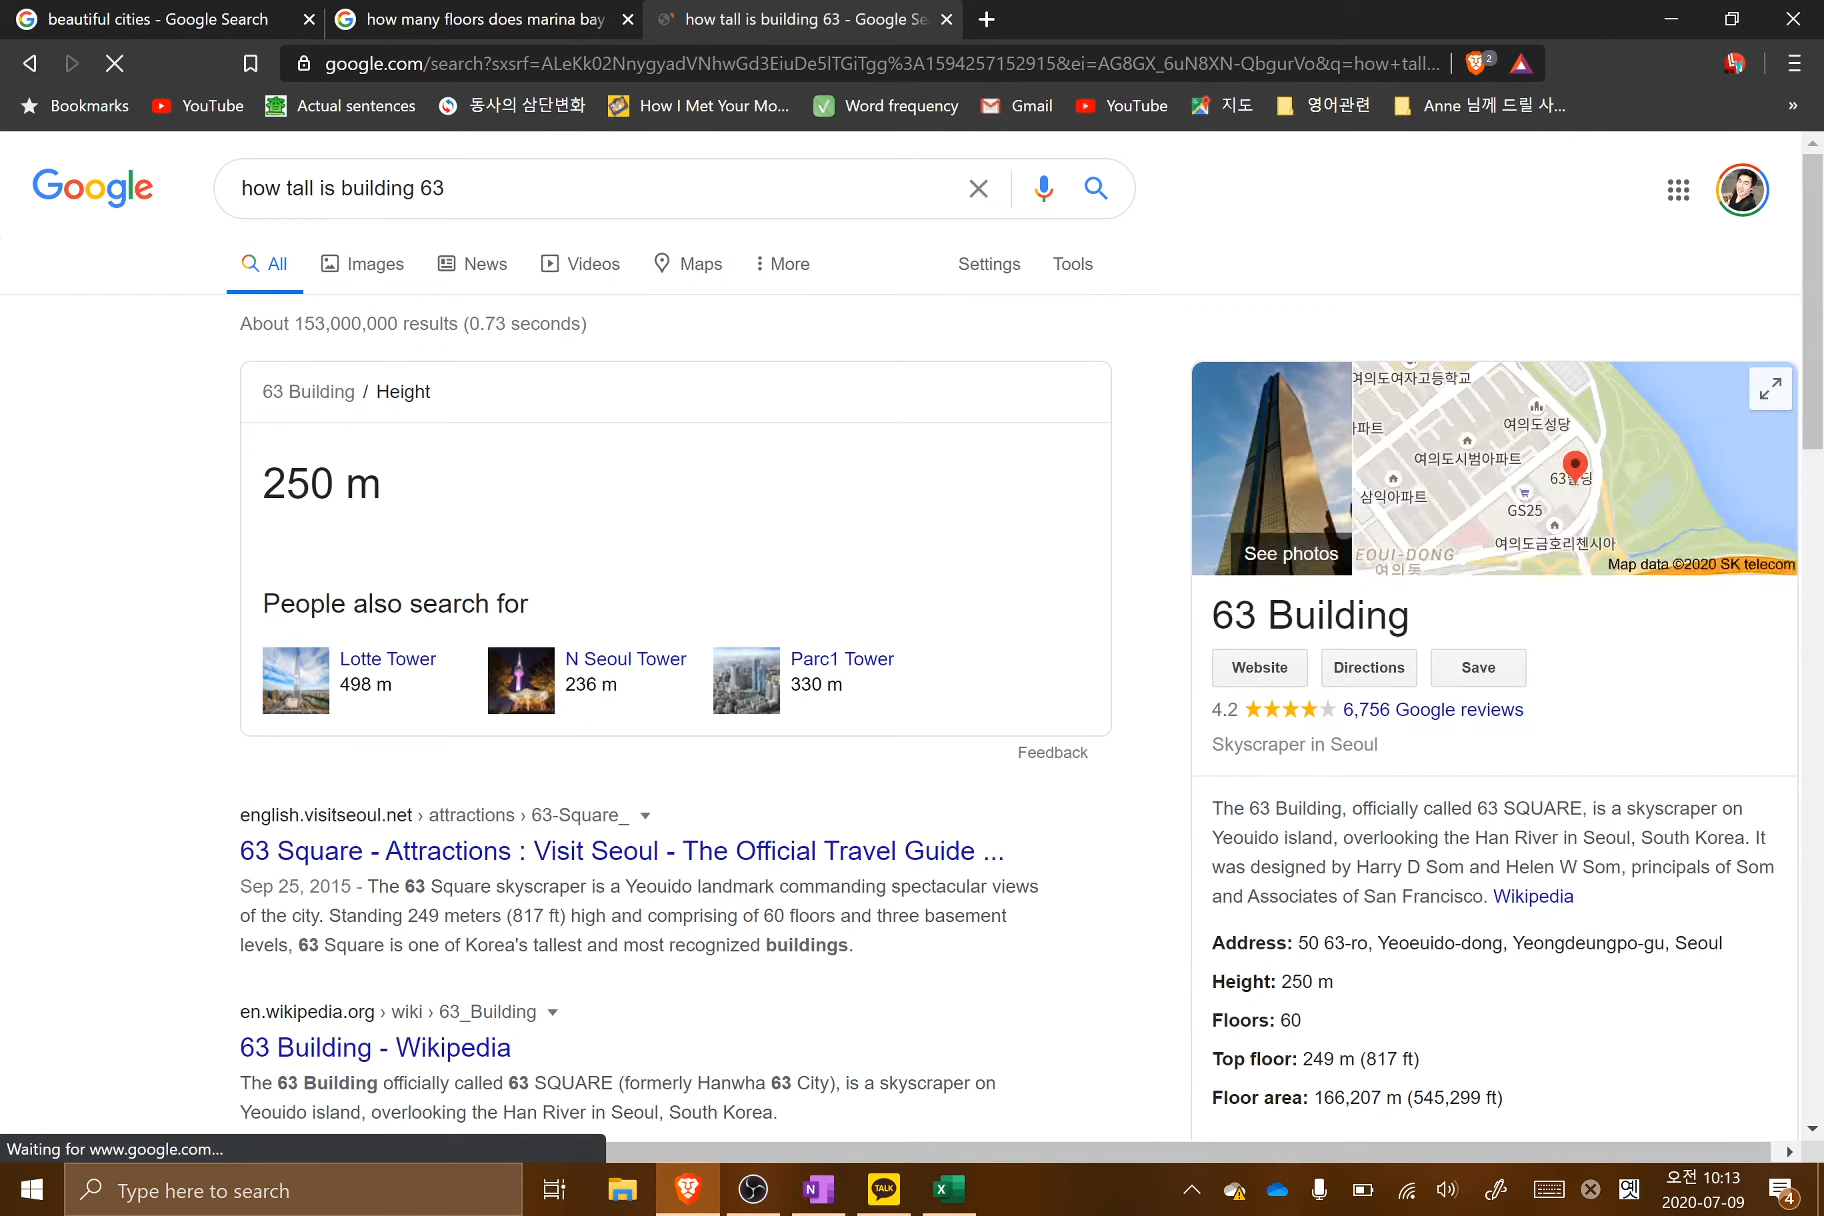 beautiful cities - Google Search
how many floors does marina bay
how tall is building 63 - Google Se
google.com/search?sxsrf=ALeKk02NnygyadVNhwGd3EiuDe5lTGiTgg%3A1594257152915&ei=AG8GX_6uN8XN-QbgurVo&q=how+tall...
2
Bookmarks
YouTube
Actual sentences
동사의 삼단변화
How I Met Your Mo...
Word frequency
Gmail
YouTube
지도
영어관련
Anne 님께 드릴 사...
»
Google
how tall is building 63
All
Images
News
Videos
Maps
More
Settings
Tools
About 153,000,000 results (0.73 seconds)
63 Building / Height
250 m
People also search for
Lotte Tower
498 m
N Seoul Tower
236 m
Parc1 Tower
330 m
Feedback
english.visitseoul.net › attractions › 63-Square_
63 Square - Attractions : Visit Seoul - The Official Travel Guide ...
Sep 25, 2015 - The 63 Square skyscraper is a Yeouido landmark commanding spectacular views
of the city. Standing 249 meters (817 ft) high and comprising of 60 floors and three basement
levels, 63 Square is one of Korea's tallest and most recognized buildings.
en.wikipedia.org › wiki › 63_Building
63 Building - Wikipedia
The 63 Building officially called 63 SQUARE (formerly Hanwha 63 City), is a skyscraper on
Yeouido island, overlooking the Han River in Seoul, South Korea.
See photos
여의도여자고등학교
여의도성당
아파트
여의도시범아파트
63빌딩
삼익아파트
GS25
여의도금호리첸시아
EOUI-DONG
여의동
Map data ©2020 SK telecom
63 Building
Website
Directions
Save
4.2
6,756 Google reviews
Skyscraper in Seoul
The 63 Building, officially called 63 SQUARE, is a skyscraper on
Yeouido island, overlooking the Han River in Seoul, South Korea. It
was designed by Harry D Som and Helen W Som, principals of Som
and Associates of San Francisco. Wikipedia
Address: 50 63-ro, Yeoeuido-dong, Yeongdeungpo-gu, Seoul
Height: 250 m
Floors: 60
Top floor: 249 m (817 ft)
Floor area: 166,207 m (545,299 ft)
Waiting for www.google.com...
Type here to search
N
TALK
X
옛
오전 10:13
2020-07-09
4